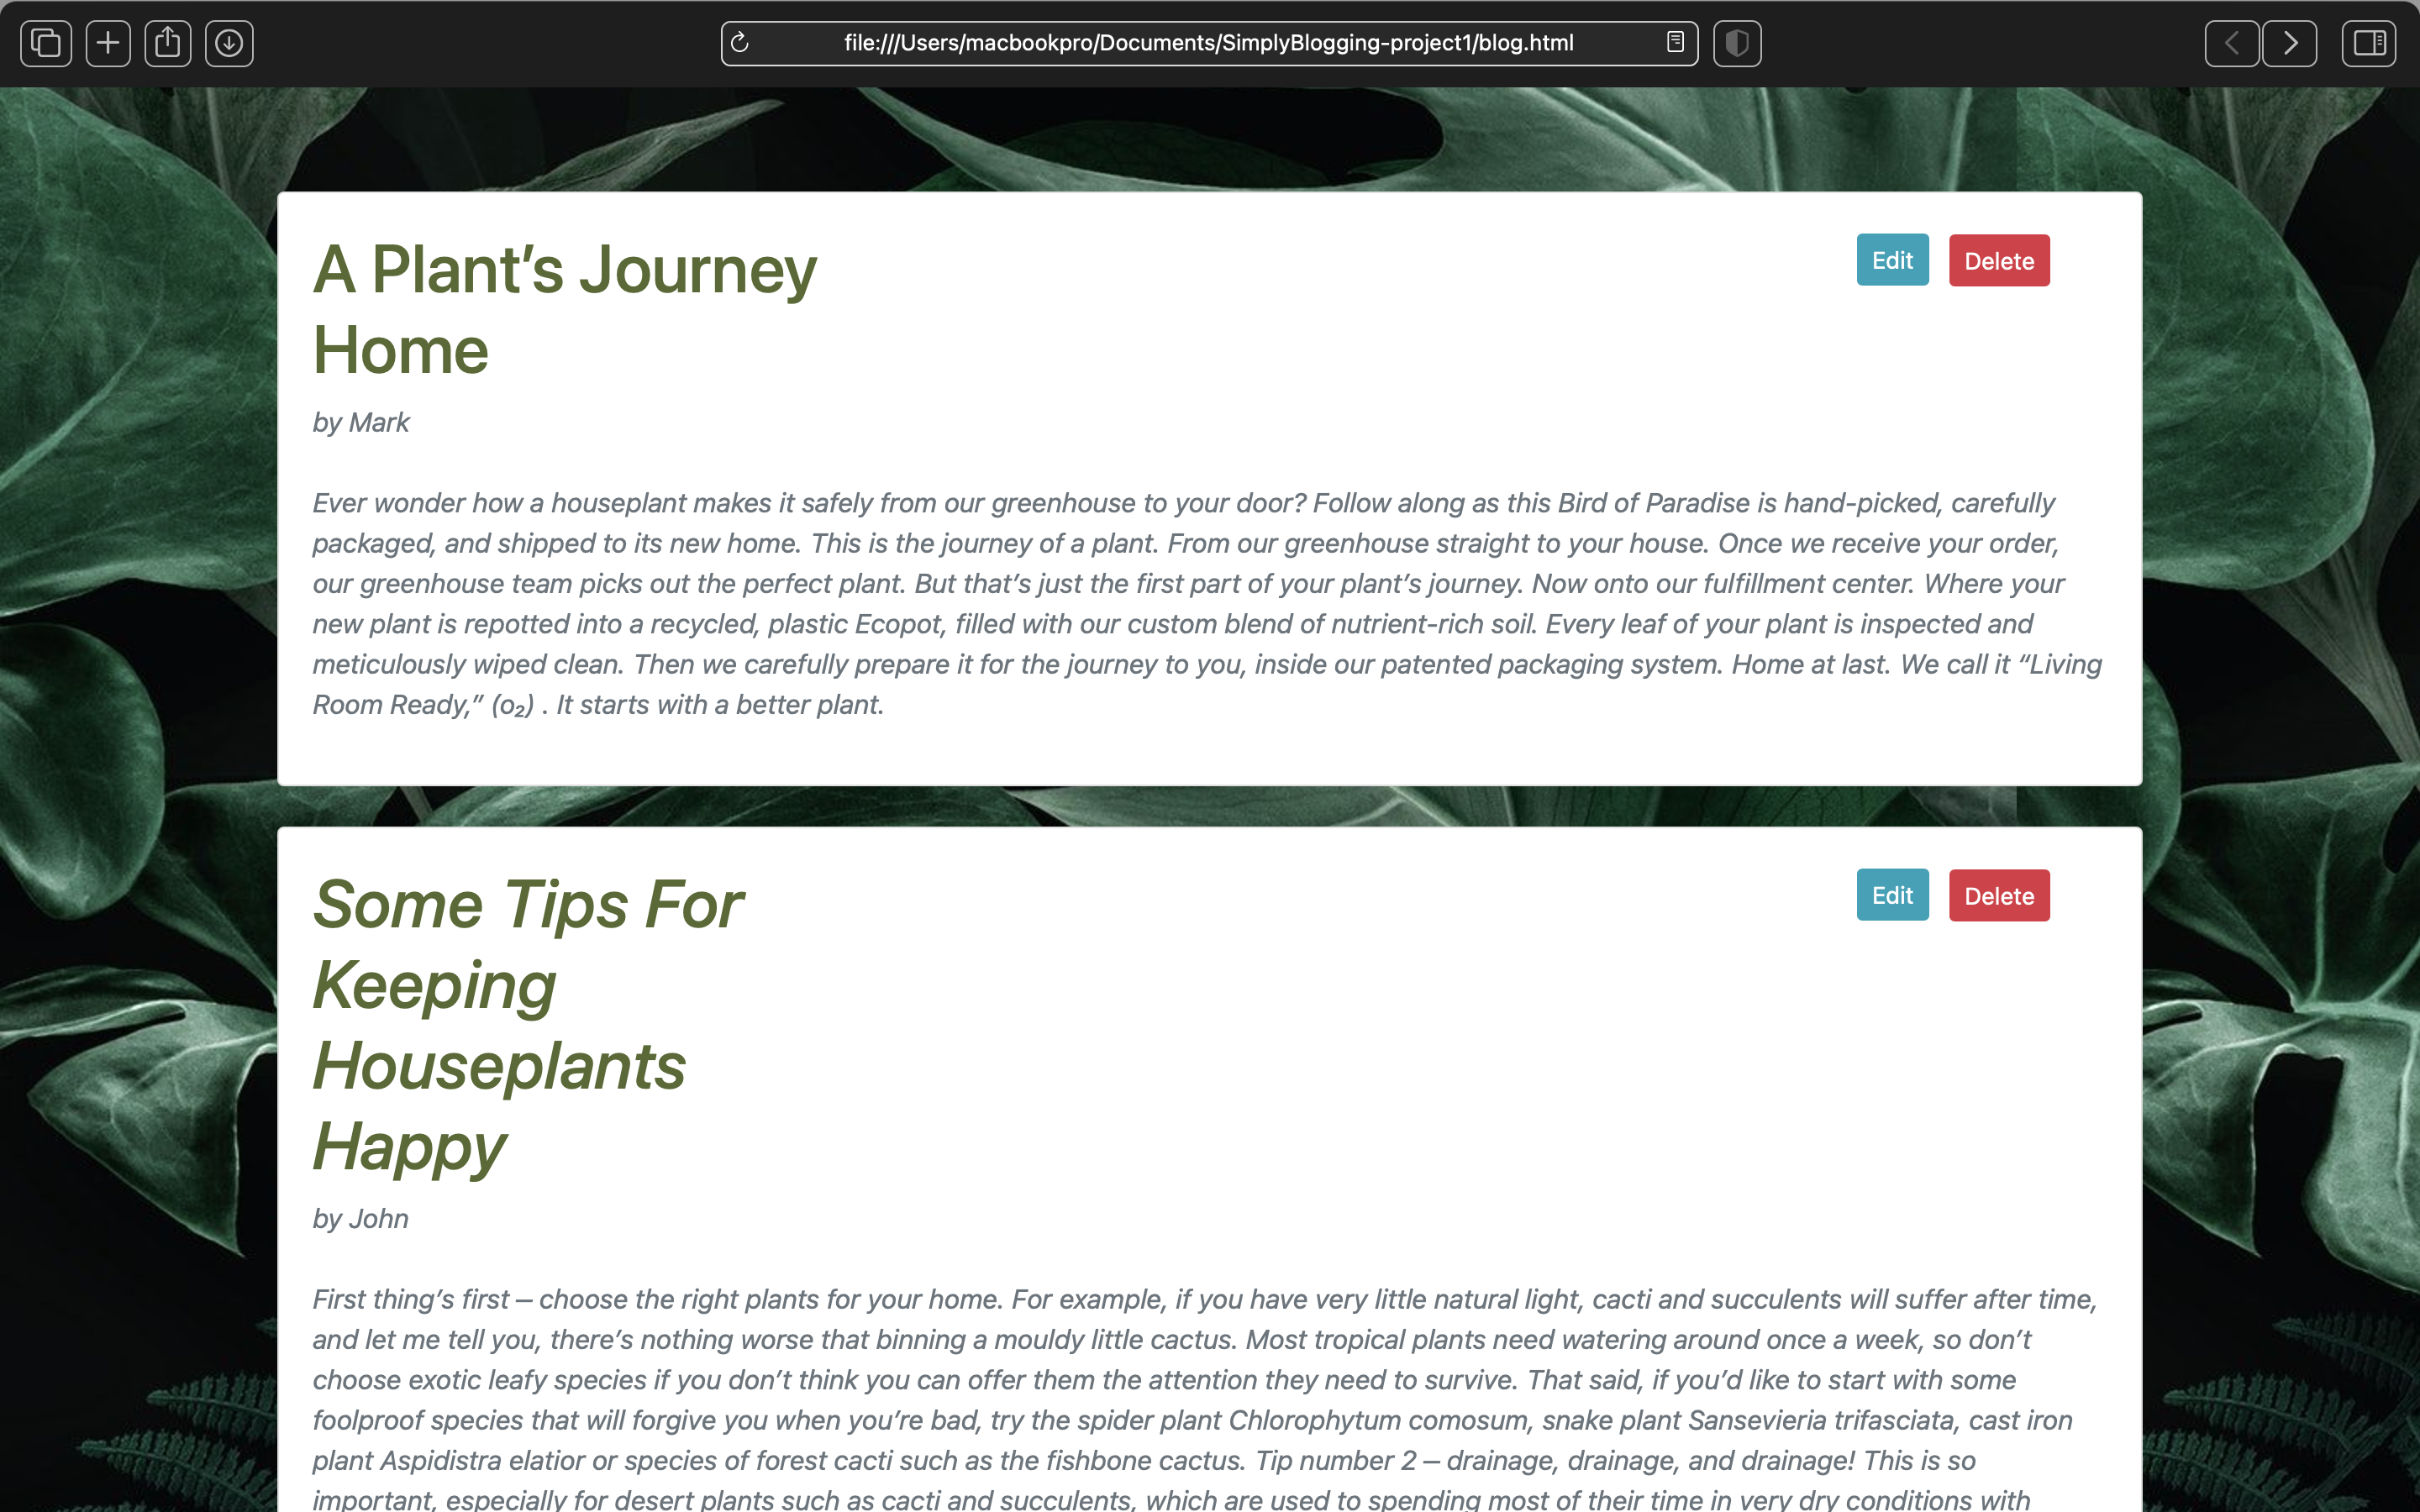 file:///Users/macbookpro/Documents/SimplyBlogging-project1/blog.html
A Plant’s Journey
Home
Edit
Delete
by Mark
Ever wonder how a houseplant makes it safely from our greenhouse to your door? Follow along as this Bird of Paradise is hand-picked, carefully
packaged, and shipped to its new home. This is the journey of a plant. From our greenhouse straight to your house. Once we receive your order,
our greenhouse team picks out the perfect plant. But that’s just the first part of your plant’s journey. Now onto our fulfillment center. Where your
new plant is repotted into a recycled, plastic Ecopot, filled with our custom blend of nutrient-rich soil. Every leaf of your plant is inspected and
meticulously wiped clean. Then we carefully prepare it for the journey to you, inside our patented packaging system. Home at last. We call it “Living
Room Ready,” (o₂) . It starts with a better plant.
Some Tips For
Keeping
Houseplants
Happy
Edit
Delete
by John
First thing’s first – choose the right plants for your home. For example, if you have very little natural light, cacti and succulents will suffer after time,
and let me tell you, there’s nothing worse that binning a mouldy little cactus. Most tropical plants need watering around once a week, so don’t
choose exotic leafy species if you don’t think you can offer them the attention they need to survive. That said, if you’d like to start with some
foolproof species that will forgive you when you’re bad, try the spider plant Chlorophytum comosum, snake plant Sansevieria trifasciata, cast iron
plant Aspidistra elatior or species of forest cacti such as the fishbone cactus. Tip number 2 – drainage, drainage, and drainage! This is so
important, especially for desert plants such as cacti and succulents, which are used to spending most of their time in very dry conditions with